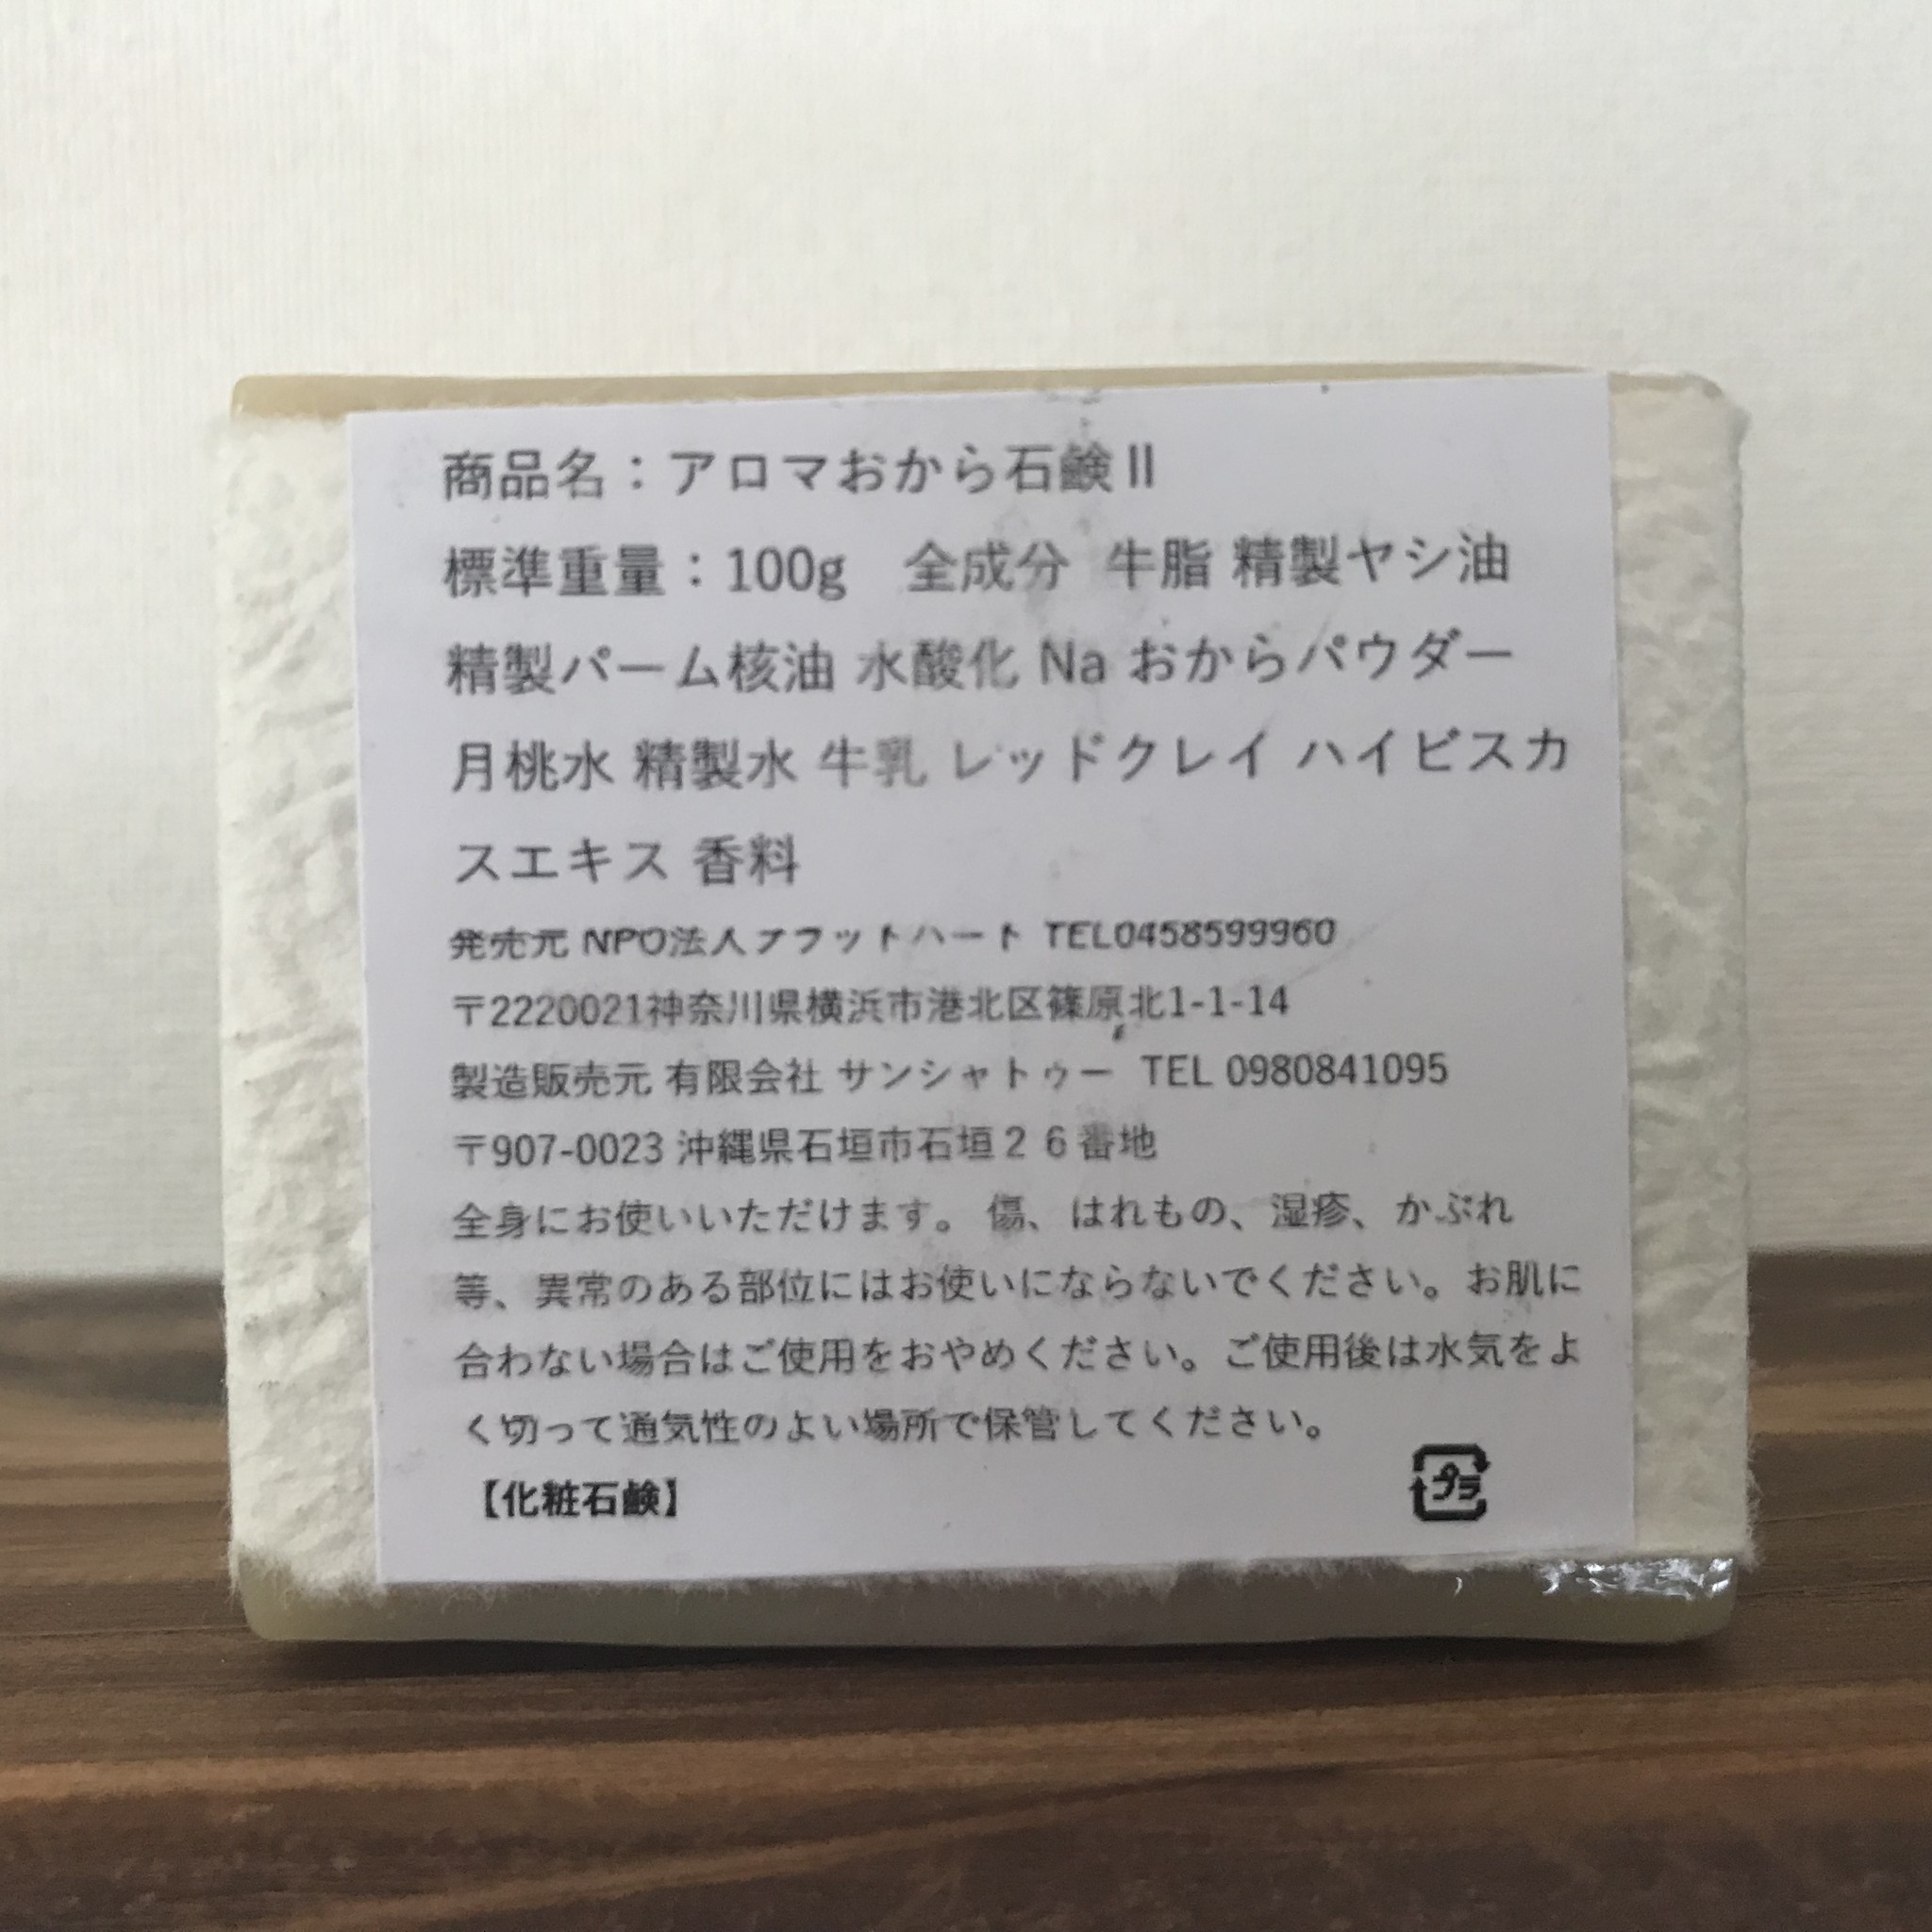 商品名：アロマおから石鹸Ⅱ
標準重量：100g　全成分 牛脂 精製ヤシ油
精製パーム核油 水酸化 Na おからパウダー
月桃水 精製水 牛乳 レッドクレイ ハイビスカ
スエキス 香料
発売元 NPO法人フラットハート TEL0458599960
〒2220021神奈川県横浜市港北区篠原北1-1-14
製造販売元 有限会社 サンシャトゥー TEL 0980841095
〒907-0023 沖縄県石垣市石垣２６番地
全身にお使いいただけます。 傷、はれもの、湿疹、かぶれ
等、異常のある部位にはお使いにならないでください。お肌に
合わない場合はご使用をおやめください。ご使用後は水気をよ
く切って通気性のよい場所で保管してください。
【化粧石鹸】
プラ